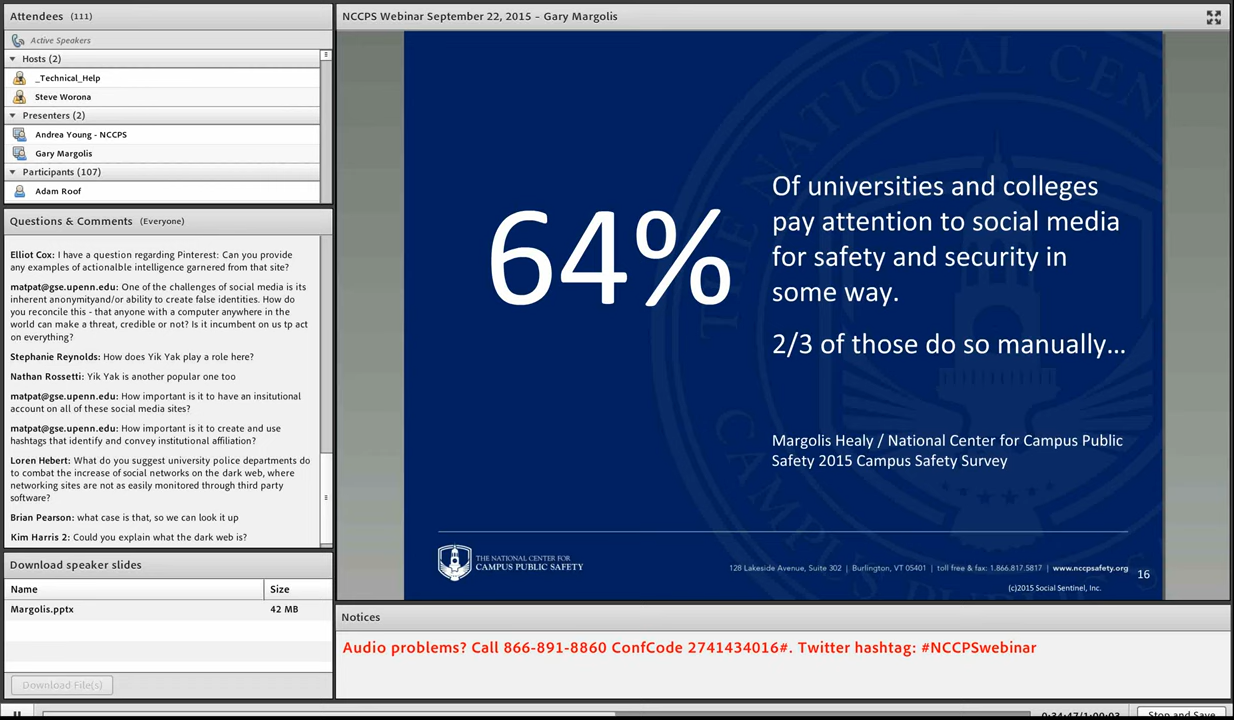 Attendees (111)
Active Speakers
Hosts (2)
_Technical_Help
Steve Worona
Presenters (2)
Andrea Young - NCCPS
Gary Margolis
Participants (107)
Adam Roof
Questions & Comments (Everyone)
Elliot Cox: I have a question regarding Pinterest: Can you provide
any examples of actionalble intelligence garnered from that site?
matpat@gse.upenn.edu: One of the challenges of social media is its
inherent anonymityand/or ability to create false identities. How do
you reconcile this - that anyone with a computer anywhere in the
world can make a threat, credible or not? Is it incumbent on us tp act
on everything?
Stephanie Reynolds: How does Yik Yak play a role here?
Nathan Rossetti: Yik Yak is another popular one too
matpat@gse.upenn.edu: How important is it to have an insitutional
account on all of these social media sites?
matpat@gse.upenn.edu: How important is it to create and use
hashtags that identify and convey institutional affiliation?
Loren Hebert: What do you suggest university police departments do
to combat the increase of social networks on the dark web, where
networking sites are not as easily monitored through third party
software?
Brian Pearson: what case is that, so we can look it up
Kim Harris 2: Could you explain what the dark web is?
Download speaker slides
Name Size
Margolis.pptx 42 MB
Download File(s)
NCCPS Webinar September 22, 2015 - Gary Margolis
THE NATIONAL CEN
CAMPUS PUBL
64%
Of universities and colleges
pay attention to social media
for safety and security in
some way.
2/3 of those do so manually...
Margolis Healy / National Center for Campus Public
Safety 2015 Campus Safety Survey
THE NATIONAL CENTER FOR
CAMPUS PUBLIC SAFETY
128 Lakeside Avenue, Suite 302 | Burlington, VT 05401 | toll free & fax: 1.866.817.5817 | www.nccpsafety.org
16
(c)2015 Social Sentinel, Inc.
Notices
Audio problems? Call 866-891-8860 ConfCode 2741434016#. Twitter hashtag: #NCCPSwebinar
0:34:47/1:00:03
Stop and Save